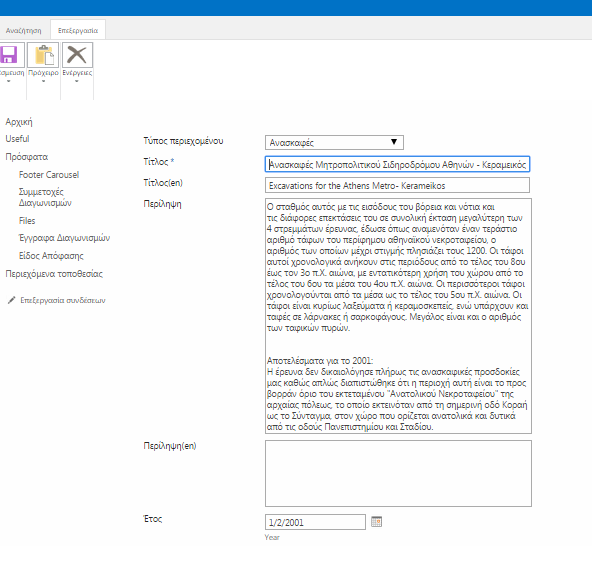 Αναζήτηση
Επεξεργασία
σμευση
Πρόχειρο
Ενέργειες
Αρχική
Useful
Πρόσφατα
Footer Carousel
Συμμετοχές
Διαγωνισμών
Files
Έγγραφα Διαγωνισμών
Είδος Απόφασης
Περιεχόμενα τοποθεσίας
Επεξεργασία συνδέσεων
Τύπος περιεχομένου
Ανασκαφές
Τίτλος *
Ανασκαφές Μητροπολιτικού Σιδηροδρόμου Αθηνών - Κεραμεικός
Τίτλος(en)
Excavations for the Athens Metro- Kerameikos
Περίληψη
Ο σταθμός αυτός με τις εισόδους του βόρεια και νότια και
τις διάφορες επεκτάσεις του σε συνολική έκταση μεγαλύτερη των
4 στρεμμάτων έρευνας, έδωσε όπως αναμενόταν έναν τεράστιο
αριθμό τάφων του περίφημου αθηναϊκού νεκροταφείου, ο
αριθμός των οποίων μέχρι στιγμής πλησιάζει τους 1200. Οι τάφοι
αυτοί χρονολογικά ανήκουν στις περιόδους από το τέλος του 8ου
έως τον 3ο π.Χ. αιώνα, με εντατικότερη χρήση του χώρου από το
τέλος του 6ου τα μέσα του 4ου π.Χ. αιώνα. Οι περισσότεροι τάφοι
χρονολογούνται από τα μέσα ως το τέλος του 5ου π.Χ. αιώνα. Οι
τάφοι είναι κυρίως λαξεύματα ή κεραμοσκεπείς, ενώ υπάρχουν και
ταφές σε λάρνακες ή σαρκοφάγους. Μεγάλος είναι και ο αριθμός
των ταφικών πυρών.
Αποτελέσματα για το 2001:
Η έρευνα δεν δικαιολόγησε πλήρως τις ανασκαφικές προσδοκίες
μας καθώς απλώς διαπιστώθηκε ότι η περιοχή αυτή είναι το προς
βορράν όριο του εκτεταμένου "Ανατολικού Νεκροταφείου" της
αρχαίας πόλεως, το οποίο εκτεινόταν από τη σημερινή οδό Κοραή
ως το Σύνταγμα, στον χώρο που ορίζεται ανατολικά και δυτικά
από τις οδούς Πανεπιστημίου και Σταδίου.
Περίληψη(en)
Έτος
1/2/2001
Year